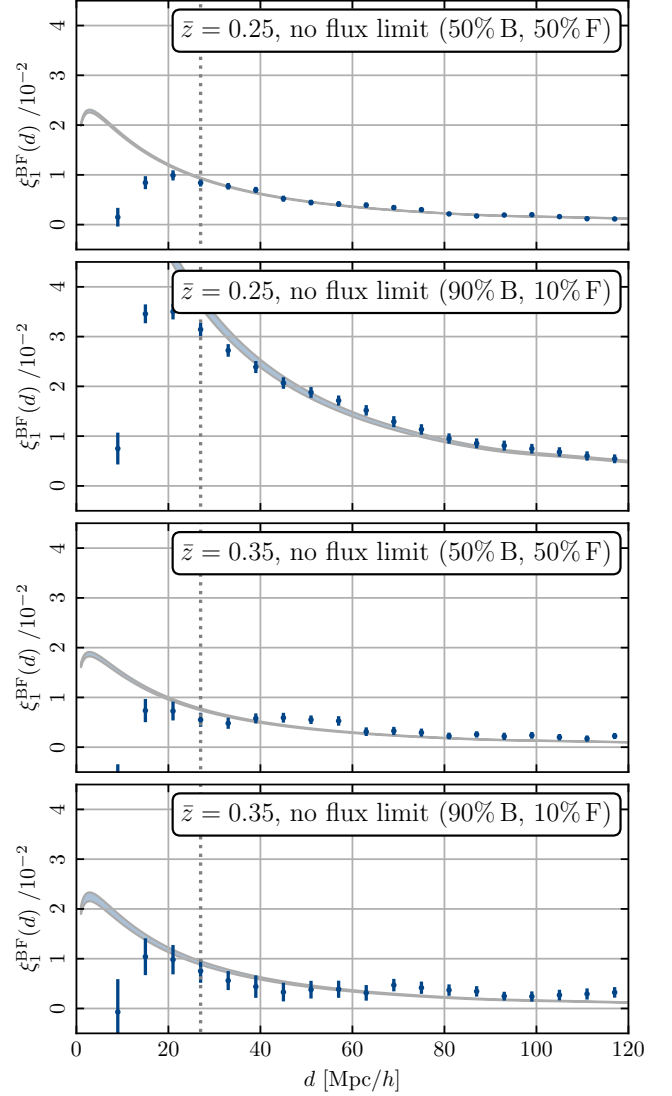 z̄ = 0.25, no flux limit (50% B, 50% F)
4
3
2
1
0
ξ₁ᴮᶠ(d) /10⁻²
z̄ = 0.25, no flux limit (90% B, 10% F)
4
3
2
1
0
ξ₁ᴮᶠ(d) /10⁻²
z̄ = 0.35, no flux limit (50% B, 50% F)
4
3
2
1
0
ξ₁ᴮᶠ(d) /10⁻²
z̄ = 0.35, no flux limit (90% B, 10% F)
4
3
2
1
0
ξ₁ᴮᶠ(d) /10⁻²
0 20 40 60 80 100 120
d [Mpc/h]